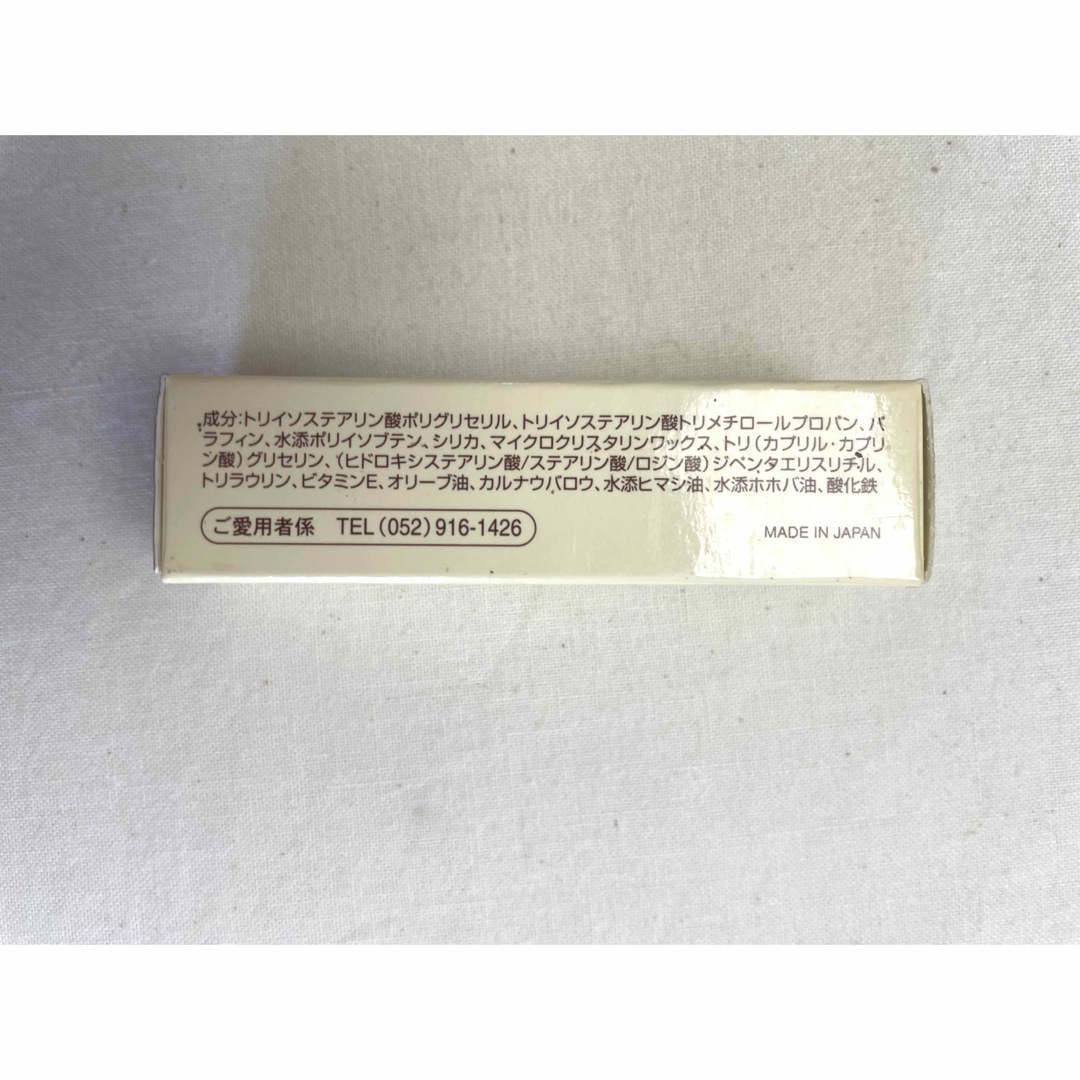 成分:トリイソステアリン酸ポリグリセリル、トリイソステアリン酸トリメチロールプロパン、パ
ラフィン、水添ポリイソブテン、シリカ、マイクロクリスタリンワックス、トリ(カプリル・カプリ
ン酸)グリセリン、(ヒドロキシステアリン酸/ステアリン酸/ロジン酸)ジペンタエリスリチル、
トリラウリン、ビタミンE、オリーブ油、カルナウバロウ、水添ヒマシ油、水添ホホバ油、酸化鉄
ご愛用者係 TEL(052)916-1426
MADE IN JAPAN